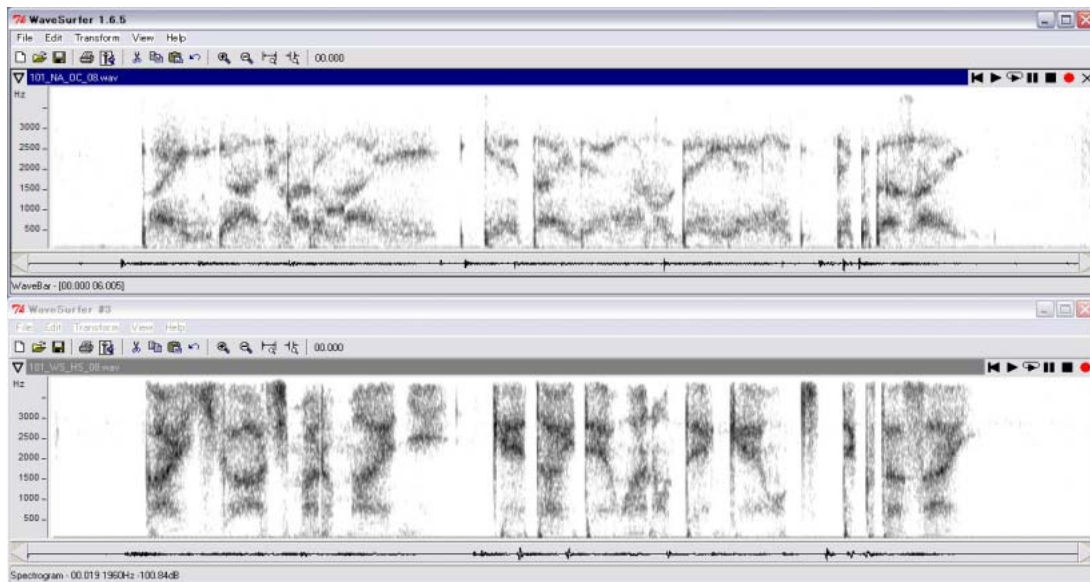 WaveSurfer 1.6.5
File Edit Transform View Help
00.000
101_NA_OC_08.wav
Hz
3000
2500
2000
1500
1000
500
WaveBar - [00.000 06.005]
WaveSurfer #3
File Edit Transform View Help
00.000
101_WS_HS_08.wav
Hz
3000
2500
2000
1500
1000
500
Spectrogram - 00.019 1960Hz -100.84dB